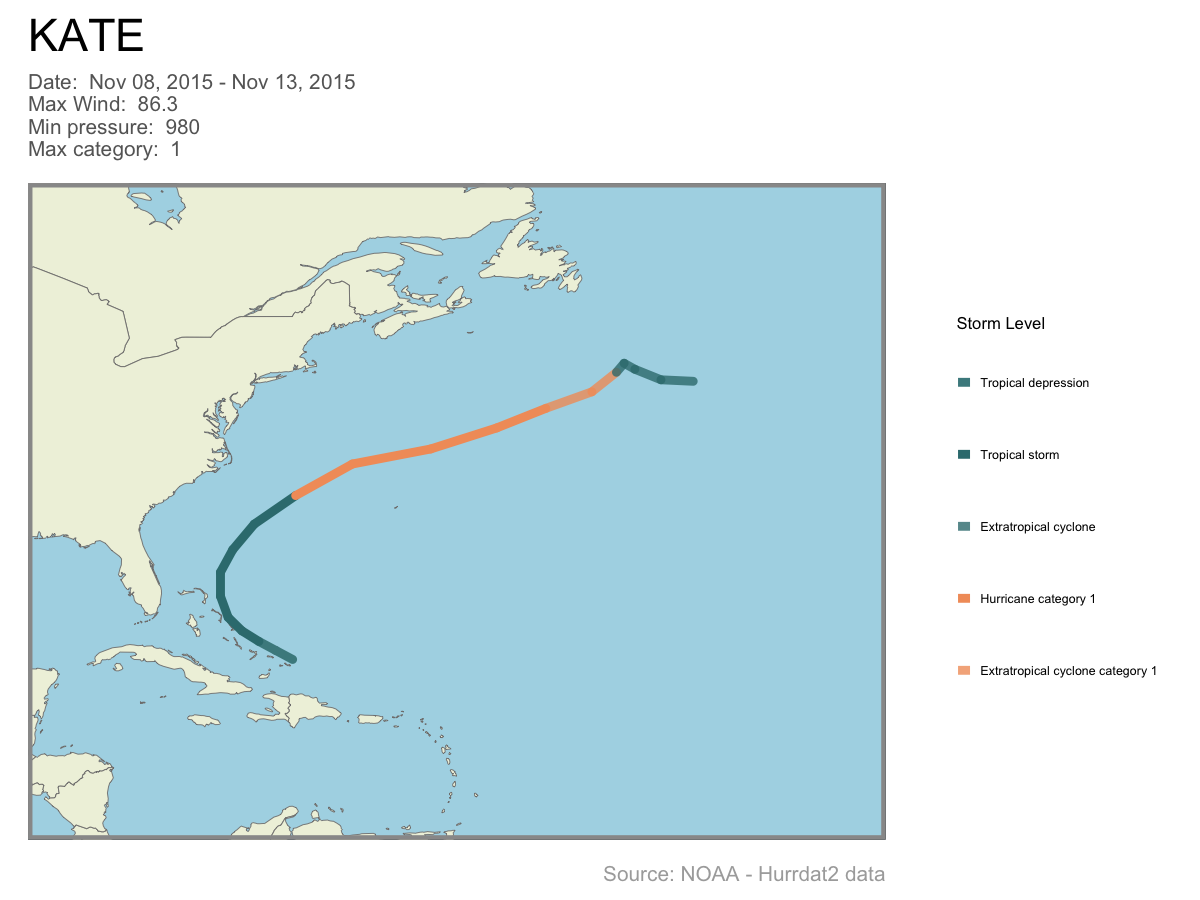 KATE
Date:  Nov 08, 2015 - Nov 13, 2015
Max Wind:  86.3
Min pressure:  980
Max category:  1
Storm Level
Tropical depression
Tropical storm
Extratropical cyclone
Hurricane category 1
Extratropical cyclone category 1
Source: NOAA - Hurrdat2 data